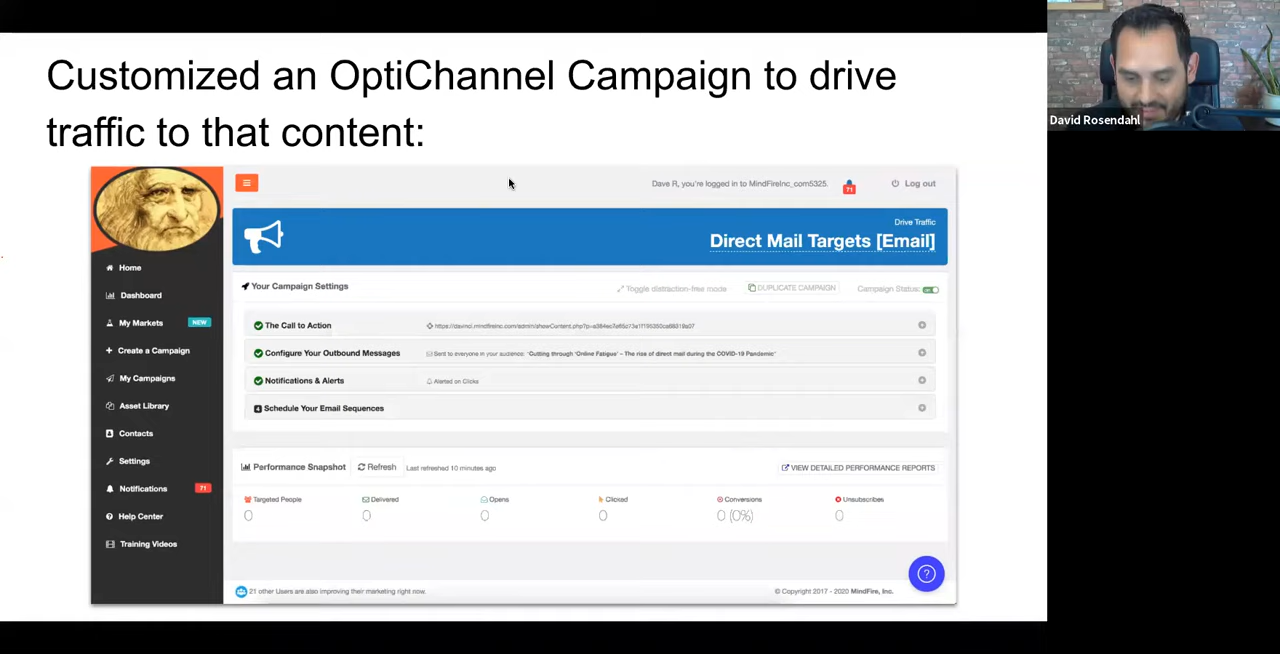 Customized an OptiChannel Campaign to drive
traffic to that content:
David Rosendahl
Dave R, you're logged in to MindFireInc_com5325.
71
Log out
Drive Traffic
Direct Mail Targets [Email]
Home
Dashboard
My Markets NEW
Create a Campaign
My Campaigns
Asset Library
Contacts
Settings
Notifications 71
Help Center
Training Videos
Your Campaign Settings
Toggle distraction-free mode
DUPLICATE CAMPAIGN
Campaign Status:
The Call to Action
Configure Your Outbound Messages Sent to everyone in your audience: "Cutting through 'Online Fatigue' – The rise of direct mail during the COVID-19 Pandemic"
Notifications & Alerts Alerted on Clicks
4 Schedule Your Email Sequences
Performance Snapshot Refresh Last refreshed 10 minutes ago VIEW DETAILED PERFORMANCE REPORTS
Targeted People Delivered Opens Clicked Conversions Unsubscribes
0 0 0 0 0 (0%) 0
?
21 other Users are also improving their marketing right now. © Copyright 2017 - 2020 MindFire, Inc.